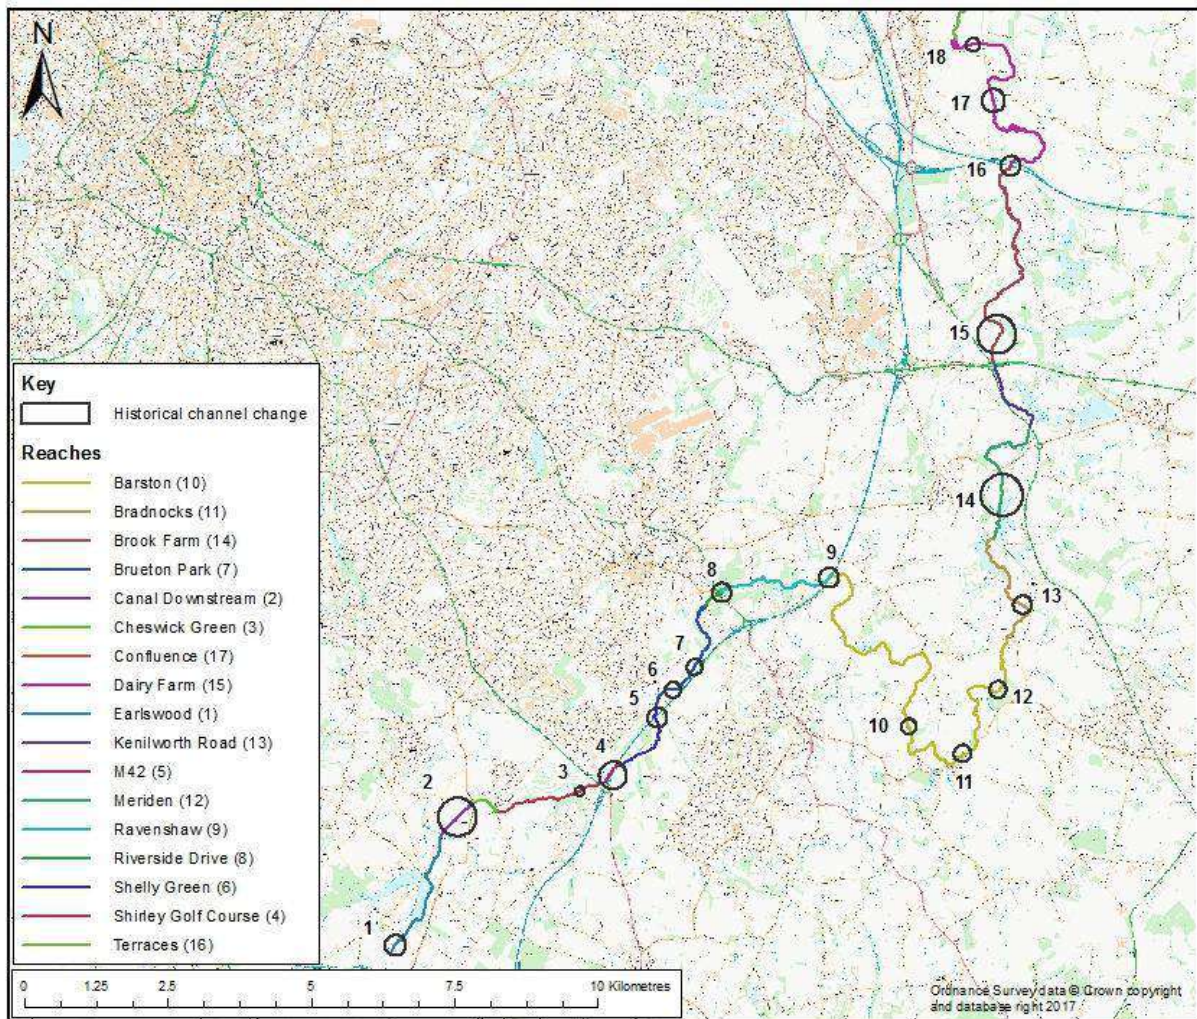 N
18
17
16
15
14
13
12
11
10
9
8
7
6
5
4
3
2
1
Key
Historical channel change
Reaches
Barston (10)
Bradnocks (11)
Brook Farm (14)
Brueton Park (7)
Canal Downstream (2)
Cheswick Green (3)
Confluence (17)
Dairy Farm (15)
Earlswood (1)
Kenilworth Road (13)
M42 (5)
Meriden (12)
Ravenshaw (9)
Riverside Drive (8)
Shelly Green (6)
Shirley Golf Course (4)
Terraces (16)
0 1.25 2.5 5 7.5 10 Kilometres
Ordnance Survey data © Crown copyright
and database right 2017